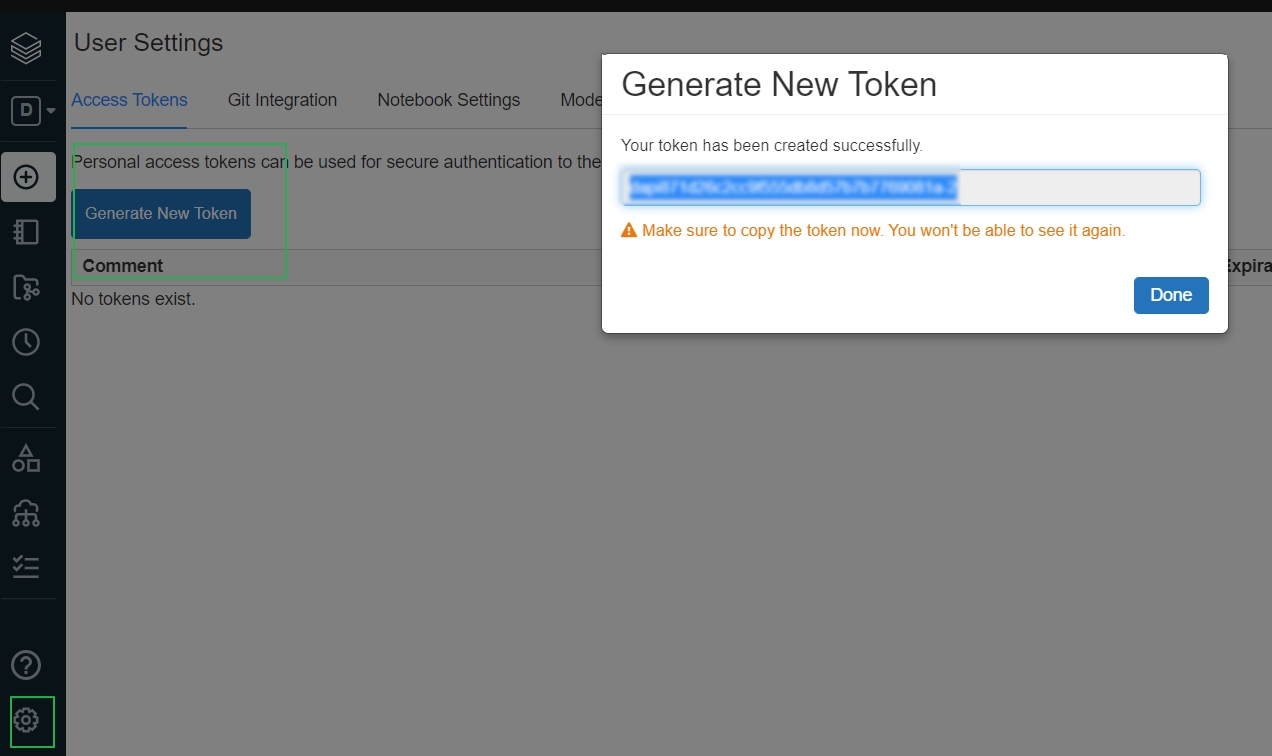 User Settings
D
Access Tokens Git Integration Notebook Settings Mode
Personal access tokens can be used for secure authentication to the
Generate New Token
Comment Expira
No tokens exist.
Generate New Token
Your token has been created successfully.
Make sure to copy the token now. You won't be able to see it again.
Done